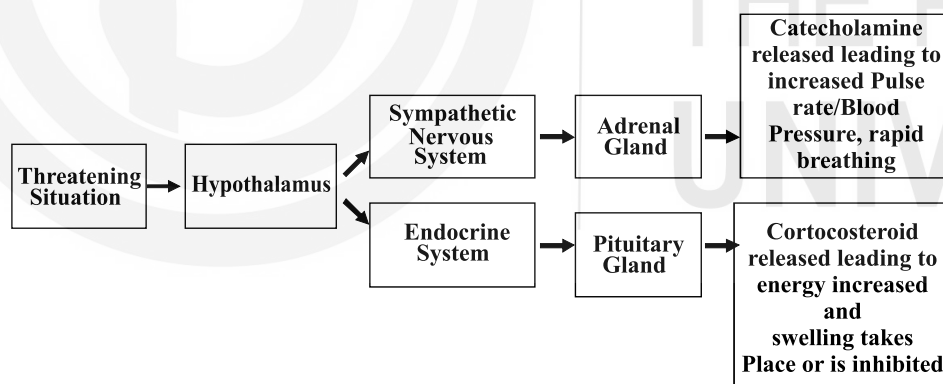 Threatening
Situation
Hypothalamus
Sympathetic
Nervous
System
Adrenal
Gland
Catecholamine
released leading to
increased Pulse
rate/Blood
Pressure, rapid
breathing
Endocrine
System
Pituitary
Gland
Cortocosteroid
released leading to
energy increased
and
swelling takes
Place or is inhibited